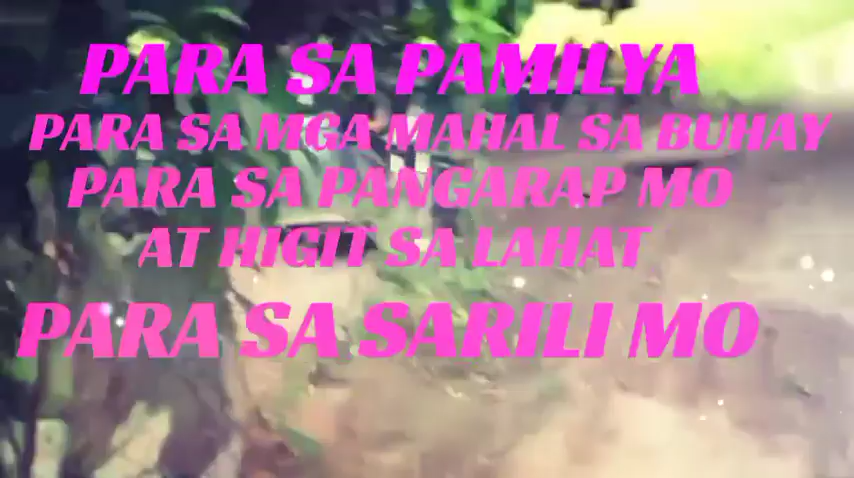 PARA SA PAMILYA
PARA SA MGA MAHAL SA BUHAY
PARA SA PANGARAP MO
AT HIGIT SA LAHAT
PARA SA SARILI MO